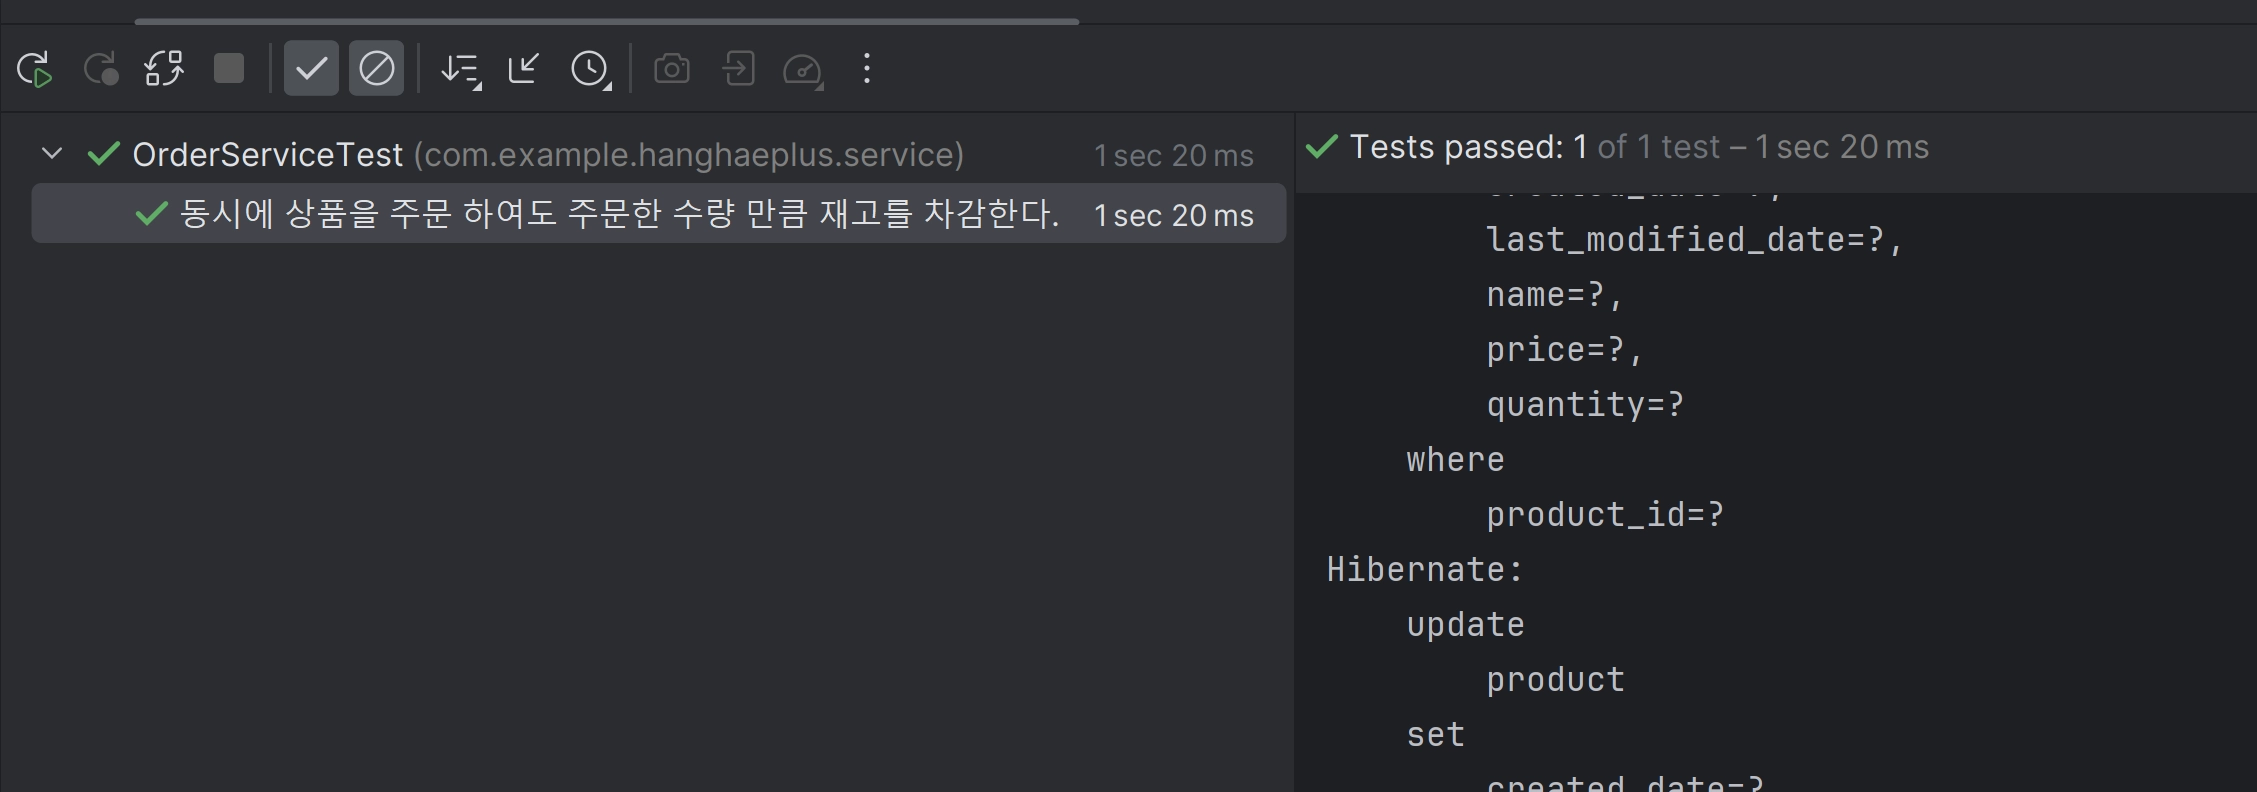 OrderServiceTest (com.example.hanghaeplus.service) 1 sec 20 ms
동시에 상품을 주문 하여도 주문한 수량 만큼 재고를 차감한다. 1 sec 20 ms
Tests passed: 1 of 1 test – 1 sec 20 ms
last_modified_date=?,
name=?,
price=?,
quantity=?
where
product_id=?
Hibernate:
update
product
set
created_date=?